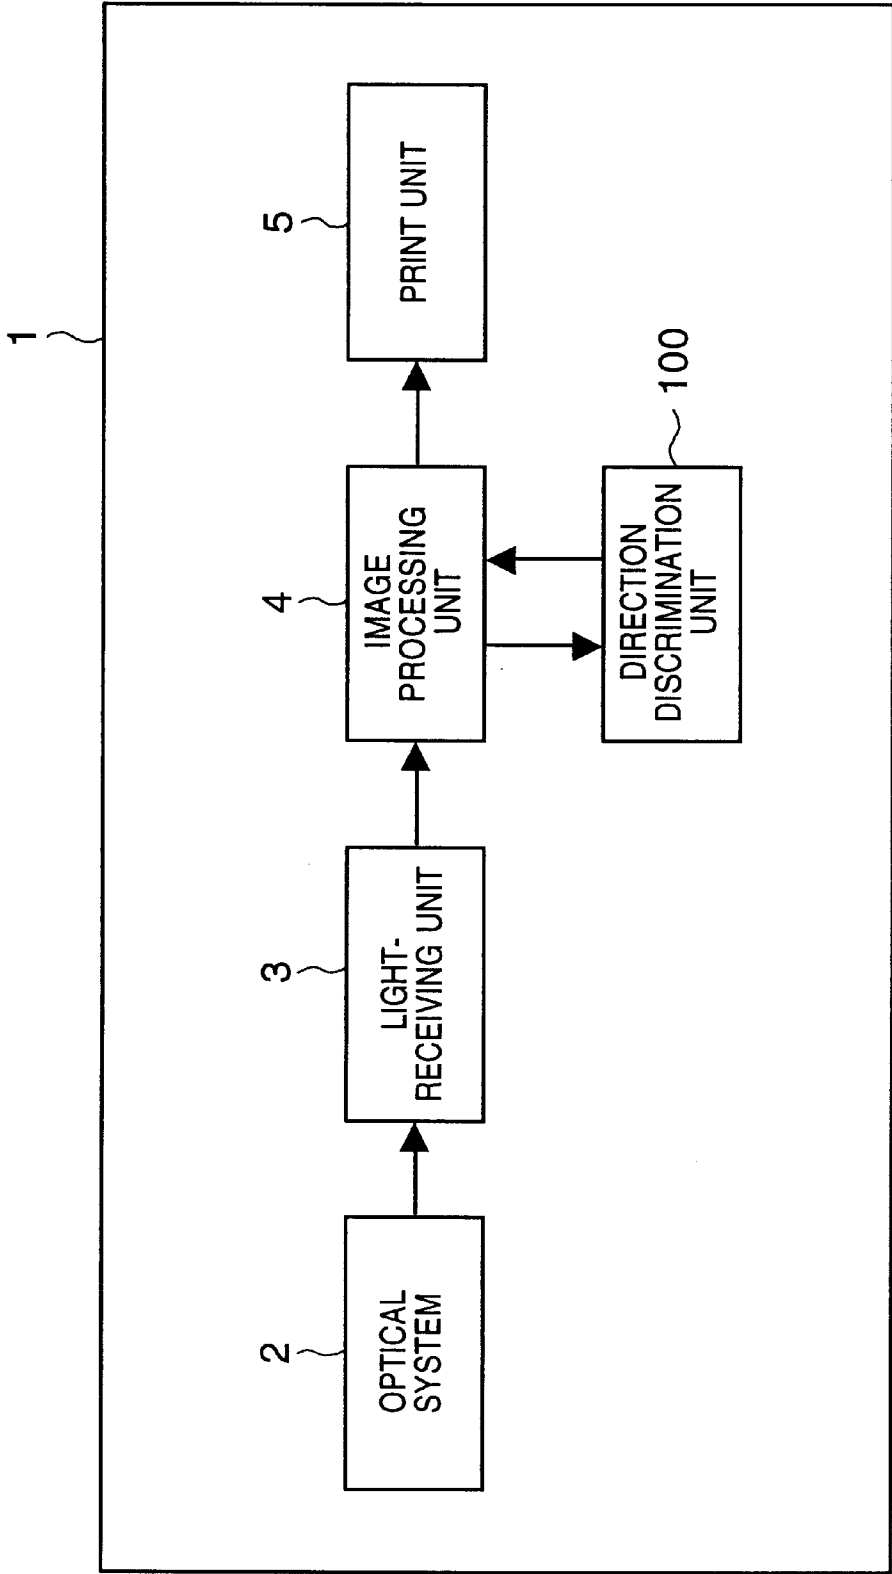 1
2
OPTICAL
SYSTEM
3
LIGHT-
RECEIVING UNIT
4
IMAGE
PROCESSING
UNIT
5
PRINT UNIT
100
DIRECTION
DISCRIMINATION
UNIT